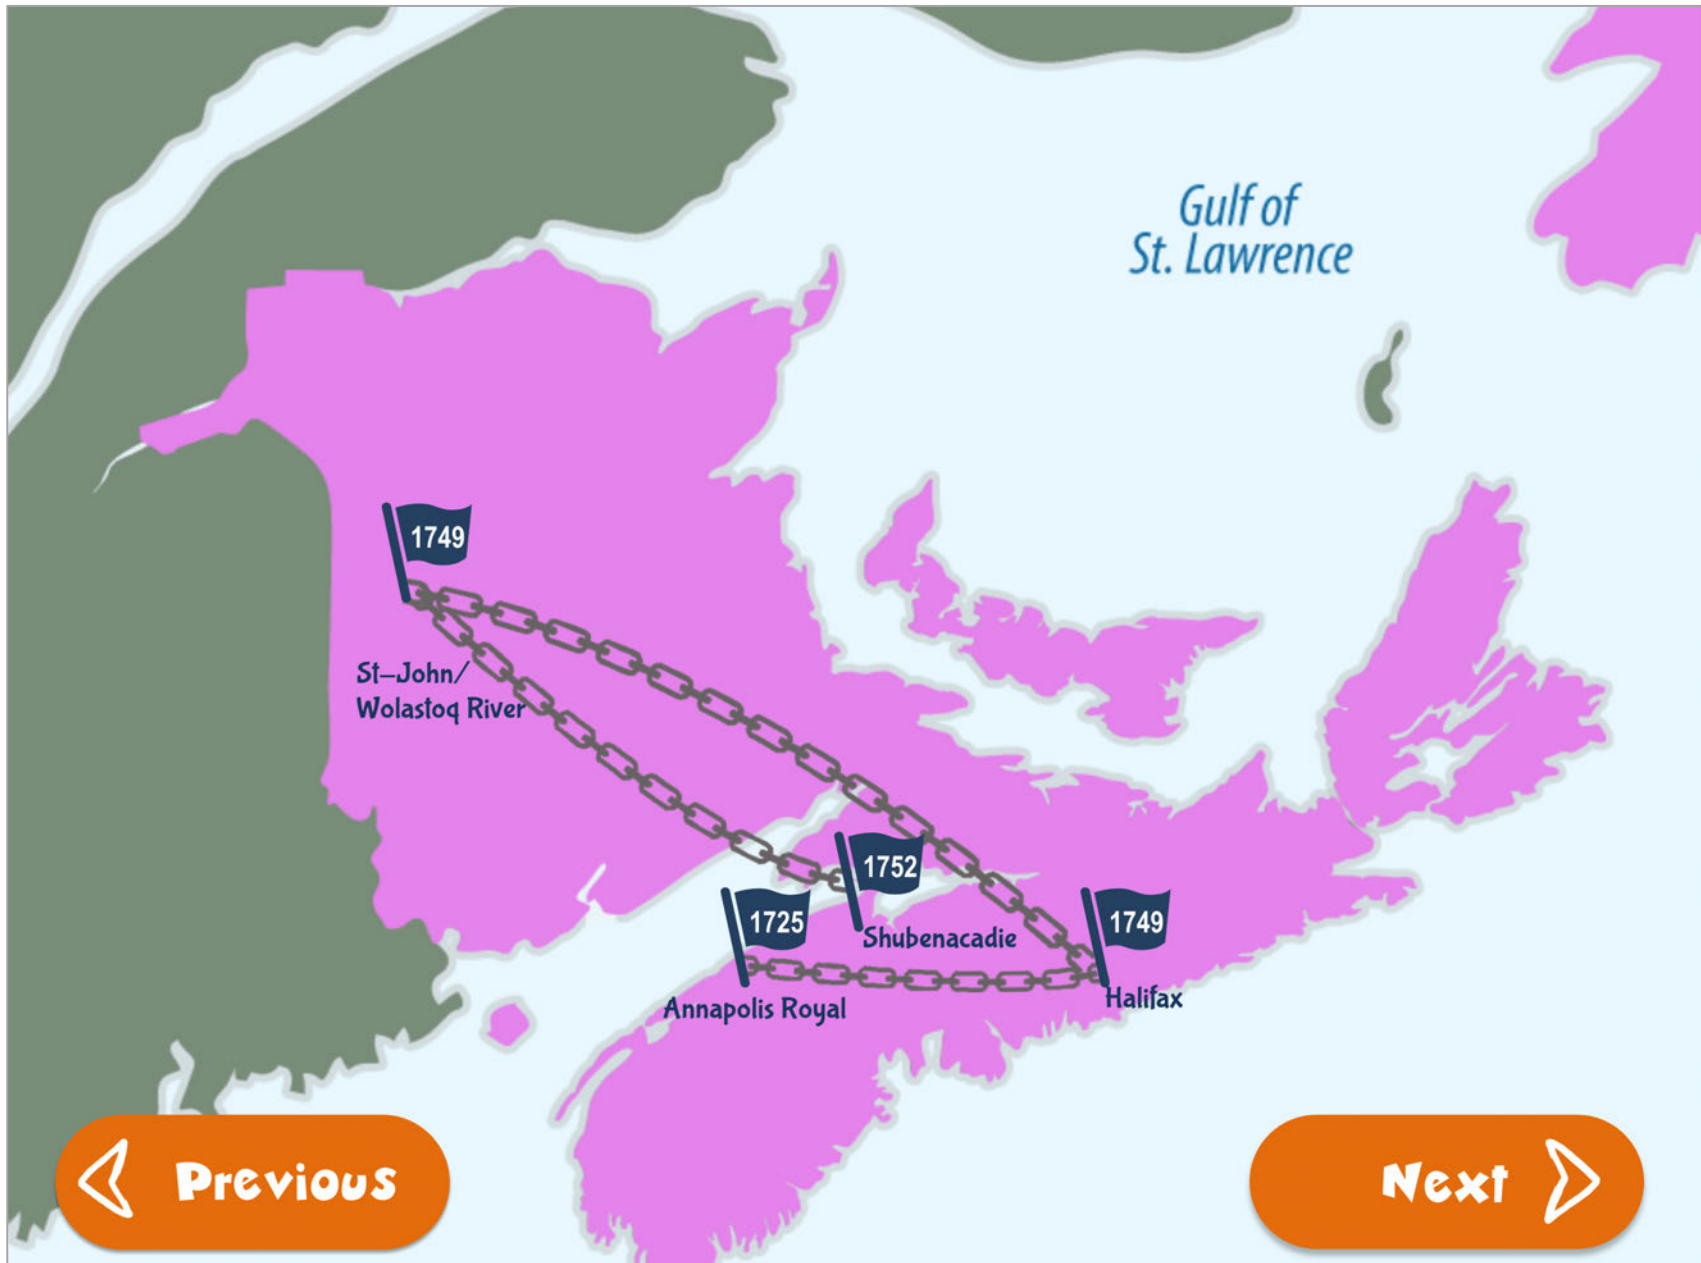 Gulf of
St. Lawrence
1749
St-John/
Wolastoq River
1752
Shubenacadie
1725
Annapolis Royal
1749
Halifax
Previous
Next